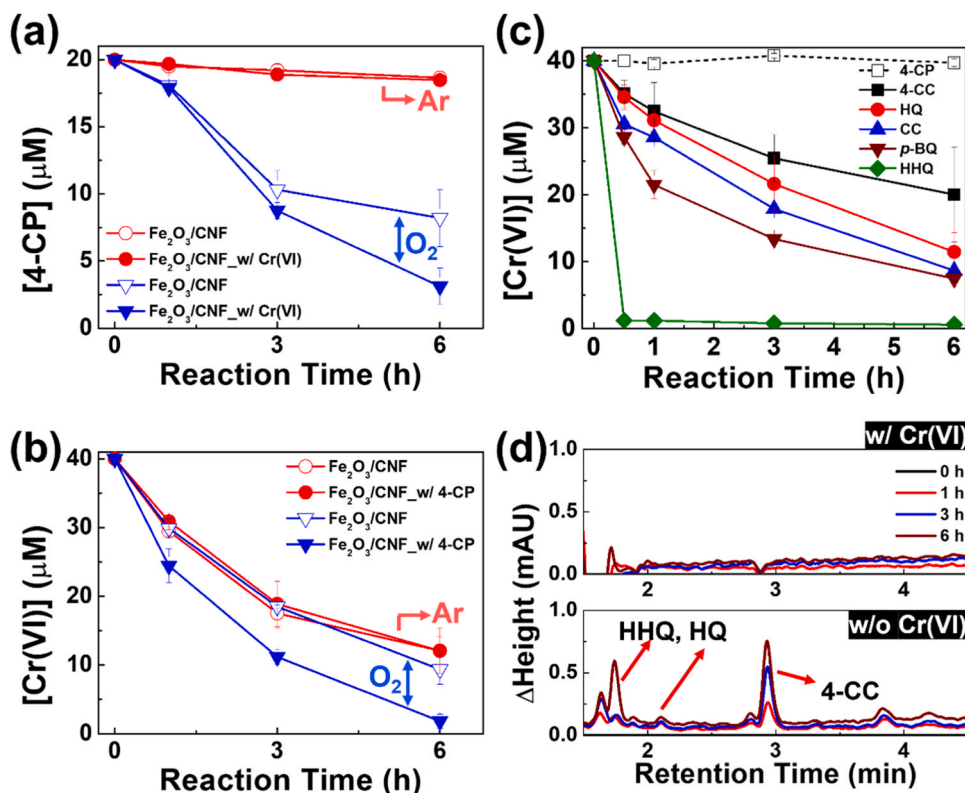 (a)
[4-CP] (μM)
20
15
10
5
0
Ar
O₂
Fe₂O₃/CNF
Fe₂O₃/CNF_w/ Cr(VI)
Fe₂O₃/CNF
Fe₂O₃/CNF_w/ Cr(VI)
0 3 6
Reaction Time (h)
(b)
[Cr(VI)] (μM)
40
30
20
10
0
Fe₂O₃/CNF
Fe₂O₃/CNF_w/ 4-CP
Fe₂O₃/CNF
Fe₂O₃/CNF_w/ 4-CP
Ar
O₂
0 3 6
Reaction Time (h)
(c)
[Cr(VI)] (μM)
40
30
20
10
0
4-CP
4-CC
HQ
CC
p-BQ
HHQ
0 1 2 3 4 5 6
Reaction Time (h)
(d)
w/ Cr(VI)
ΔHeight (mAU)
1.0
0.5
0.0
0 h
1 h
3 h
6 h
2 3 4
w/o Cr(VI)
1.0
0.5
0.0
HHQ, HQ
4-CC
2 3 4
Retention Time (min)